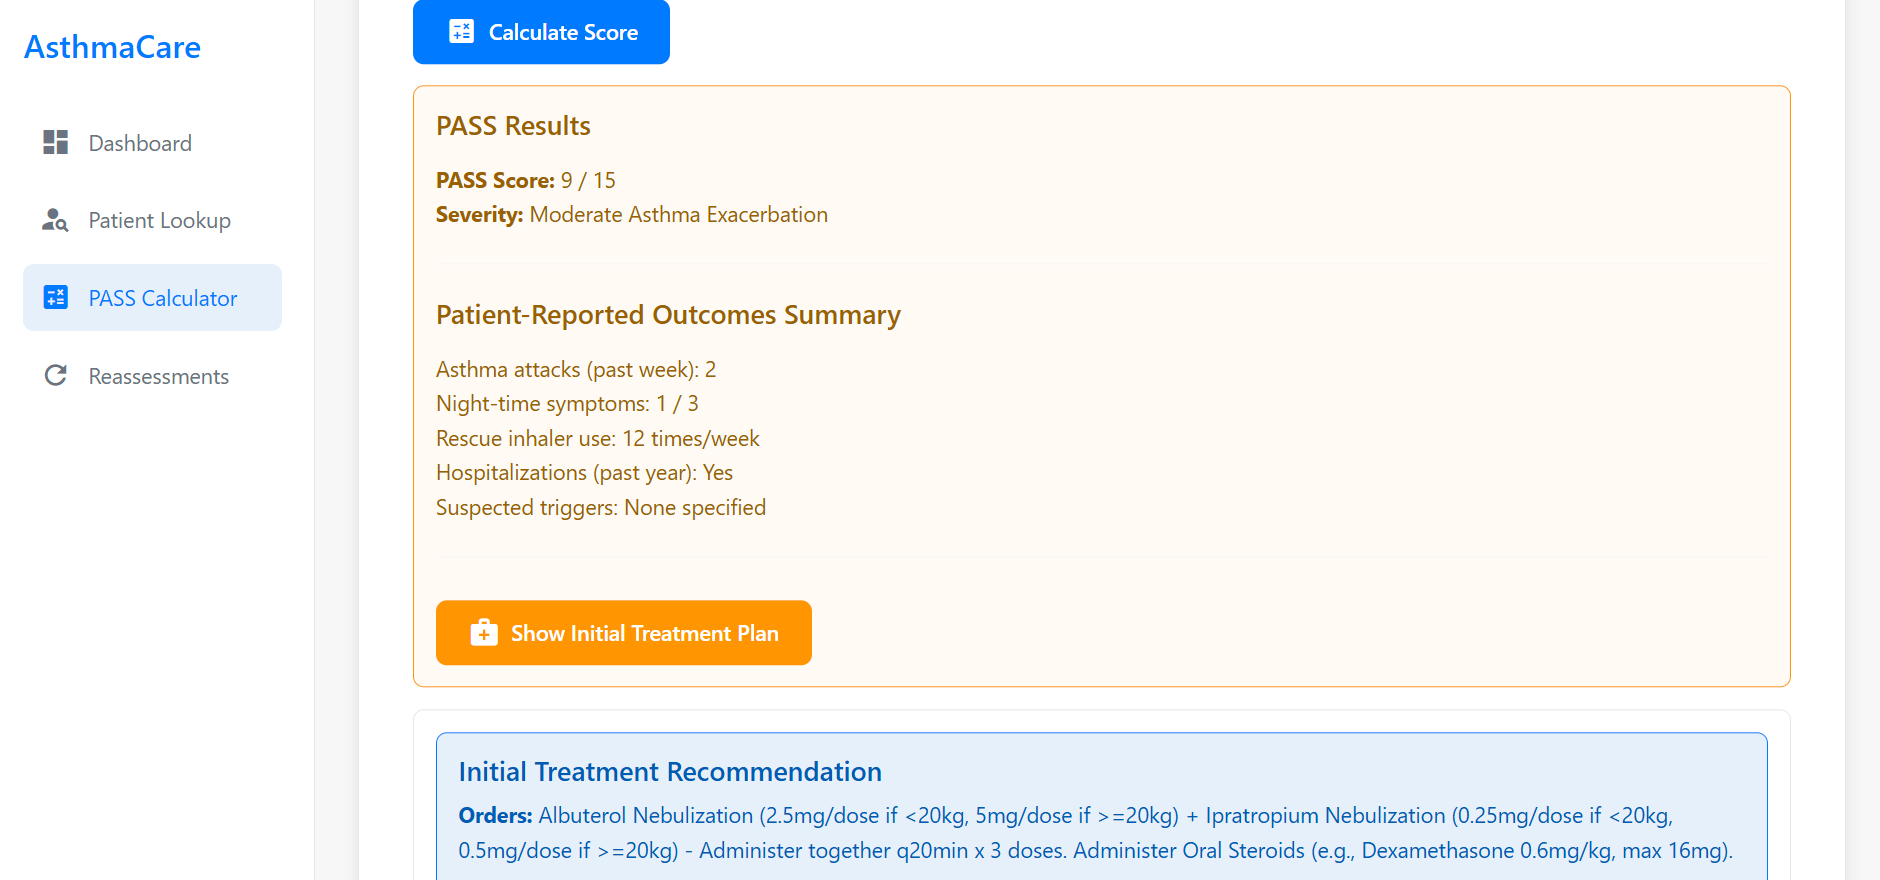 AsthmaCare
Dashboard
Patient Lookup
PASS Calculator
Reassessments
Calculate Score
PASS Results
PASS Score: 9 / 15
Severity: Moderate Asthma Exacerbation
Patient-Reported Outcomes Summary
Asthma attacks (past week): 2
Night-time symptoms: 1 / 3
Rescue inhaler use: 12 times/week
Hospitalizations (past year): Yes
Suspected triggers: None specified
Show Initial Treatment Plan
Initial Treatment Recommendation
Orders: Albuterol Nebulization (2.5mg/dose if <20kg, 5mg/dose if >=20kg) + Ipratropium Nebulization (0.25mg/dose if <20kg,
0.5mg/dose if >=20kg) - Administer together q20min x 3 doses. Administer Oral Steroids (e.g., Dexamethasone 0.6mg/kg, max 16mg).